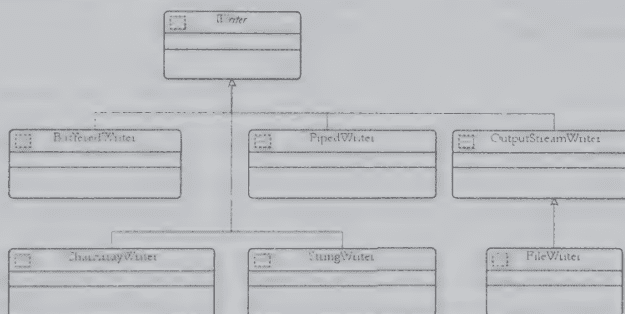 Writer
BufferedWriter
PipedWriter
OutputStreamWriter
CharArrayWriter
StringWriter
FileWriter